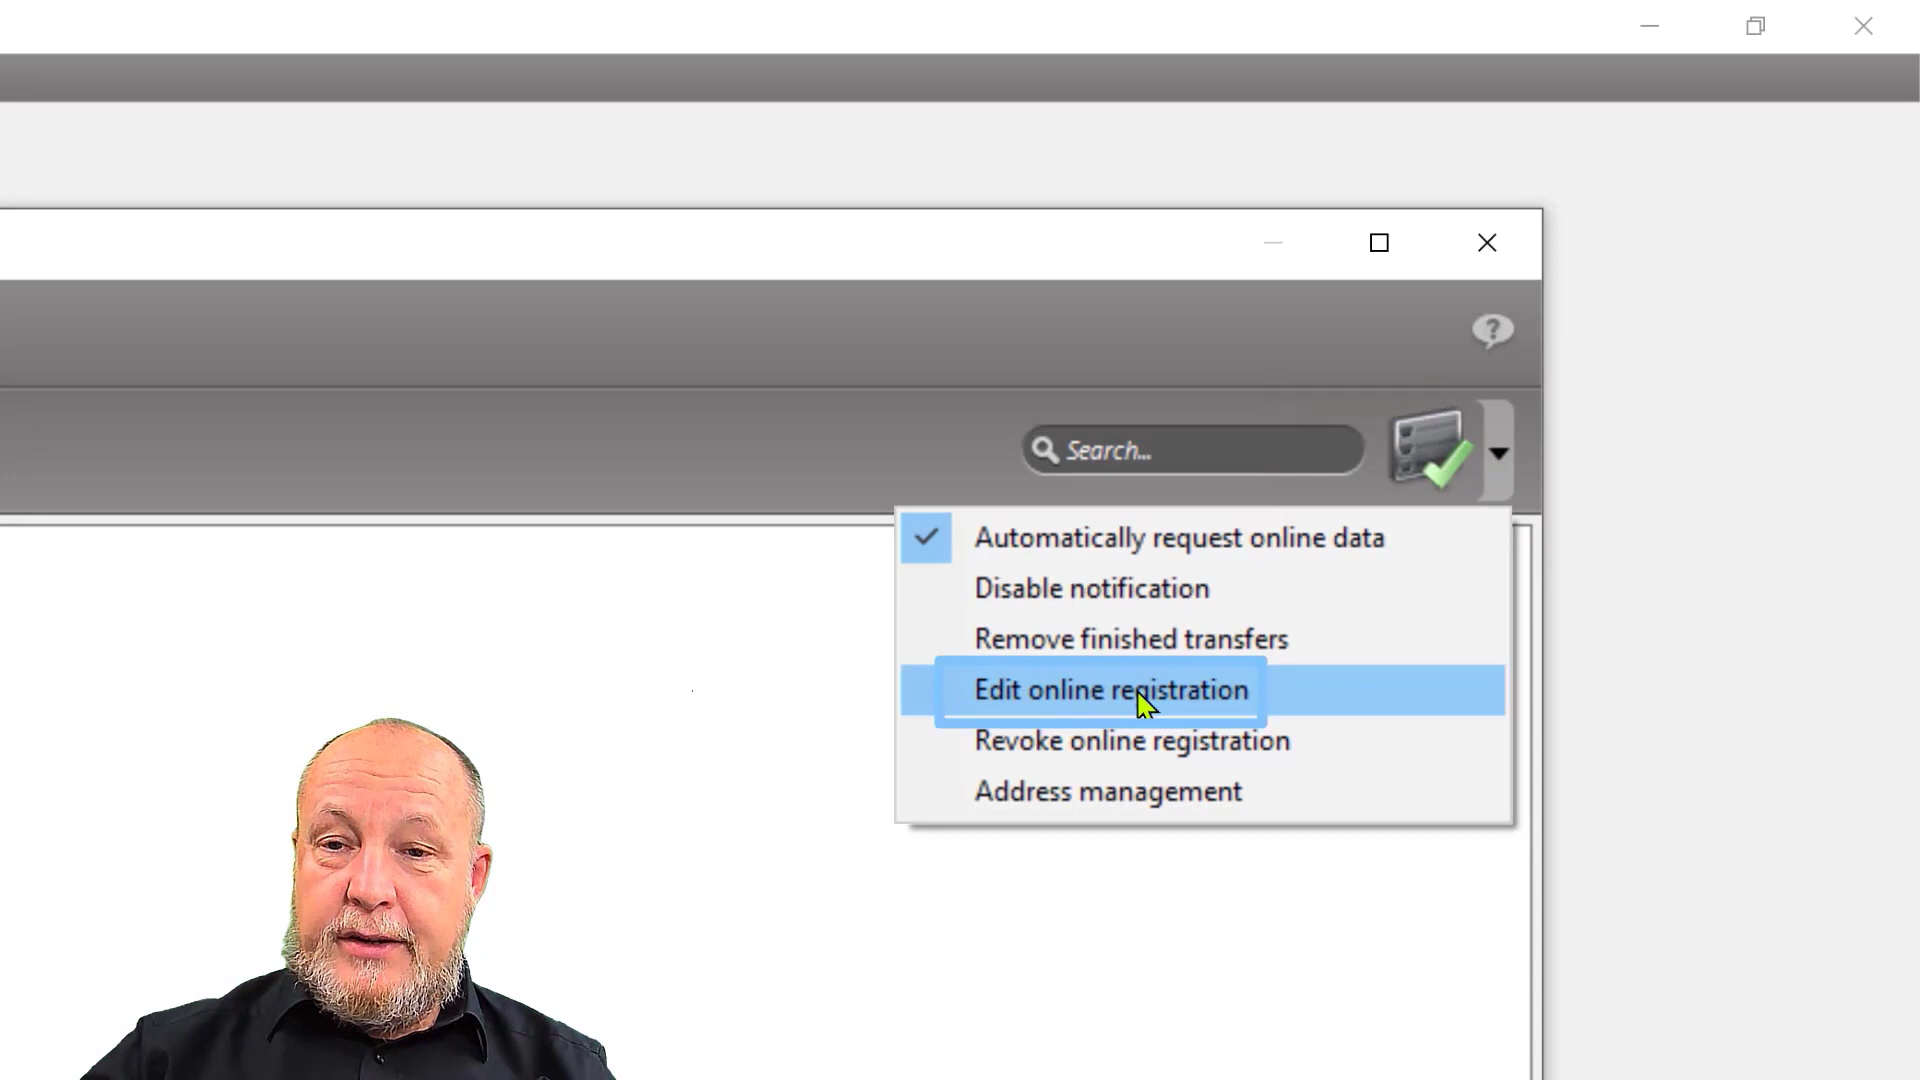 Search...
Automatically request online data
Disable notification
Remove finished transfers
Edit online registration
Revoke online registration
Address management